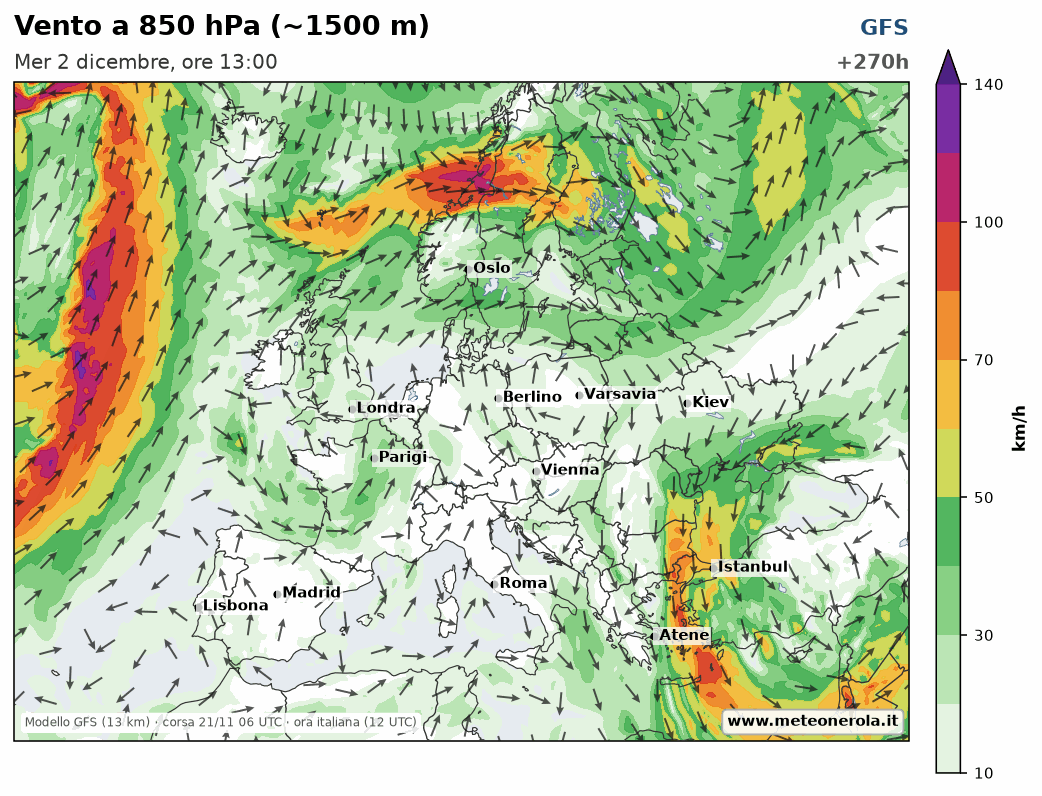 Vento a 850 hPa (~1500 m)
GFS
Mer 2 dicembre, ore 13:00
+270h
140
100
70
50
30
10
km/h
Oslo
Londra
Berlino
Varsavia
Kiev
Parigi
Vienna
Istanbul
Roma
Madrid
Lisbona
Atene
Modello GFS (13 km) · corsa 21/11 06 UTC · ora italiana (12 UTC)
www.meteonerola.it